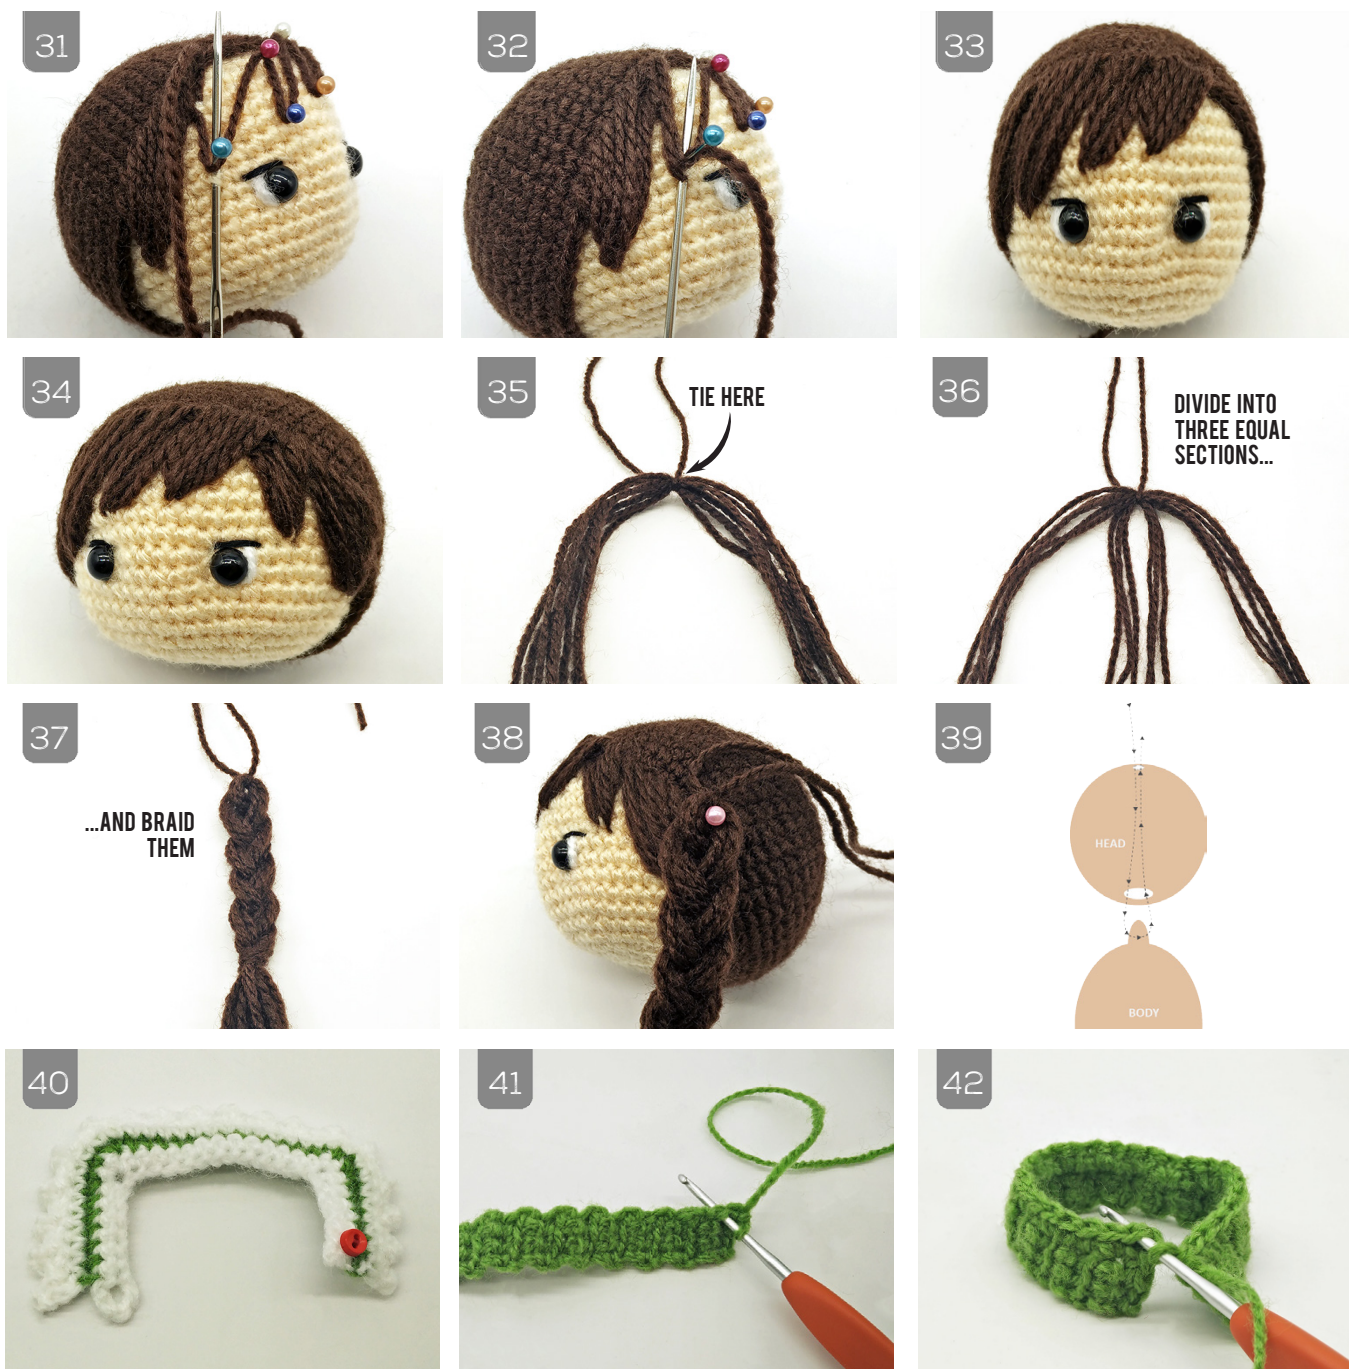 31
32
33
34
35
TIE HERE
36
DIVIDE INTO
THREE EQUAL
SECTIONS...
37
...AND BRAID
THEM
38
39
HEAD
BODY
40
41
42